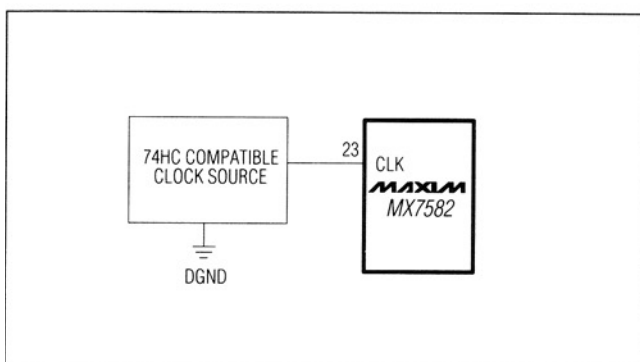 74HC COMPATIBLE
CLOCK SOURCE
DGND
23
CLK
MAXIM
MX7582